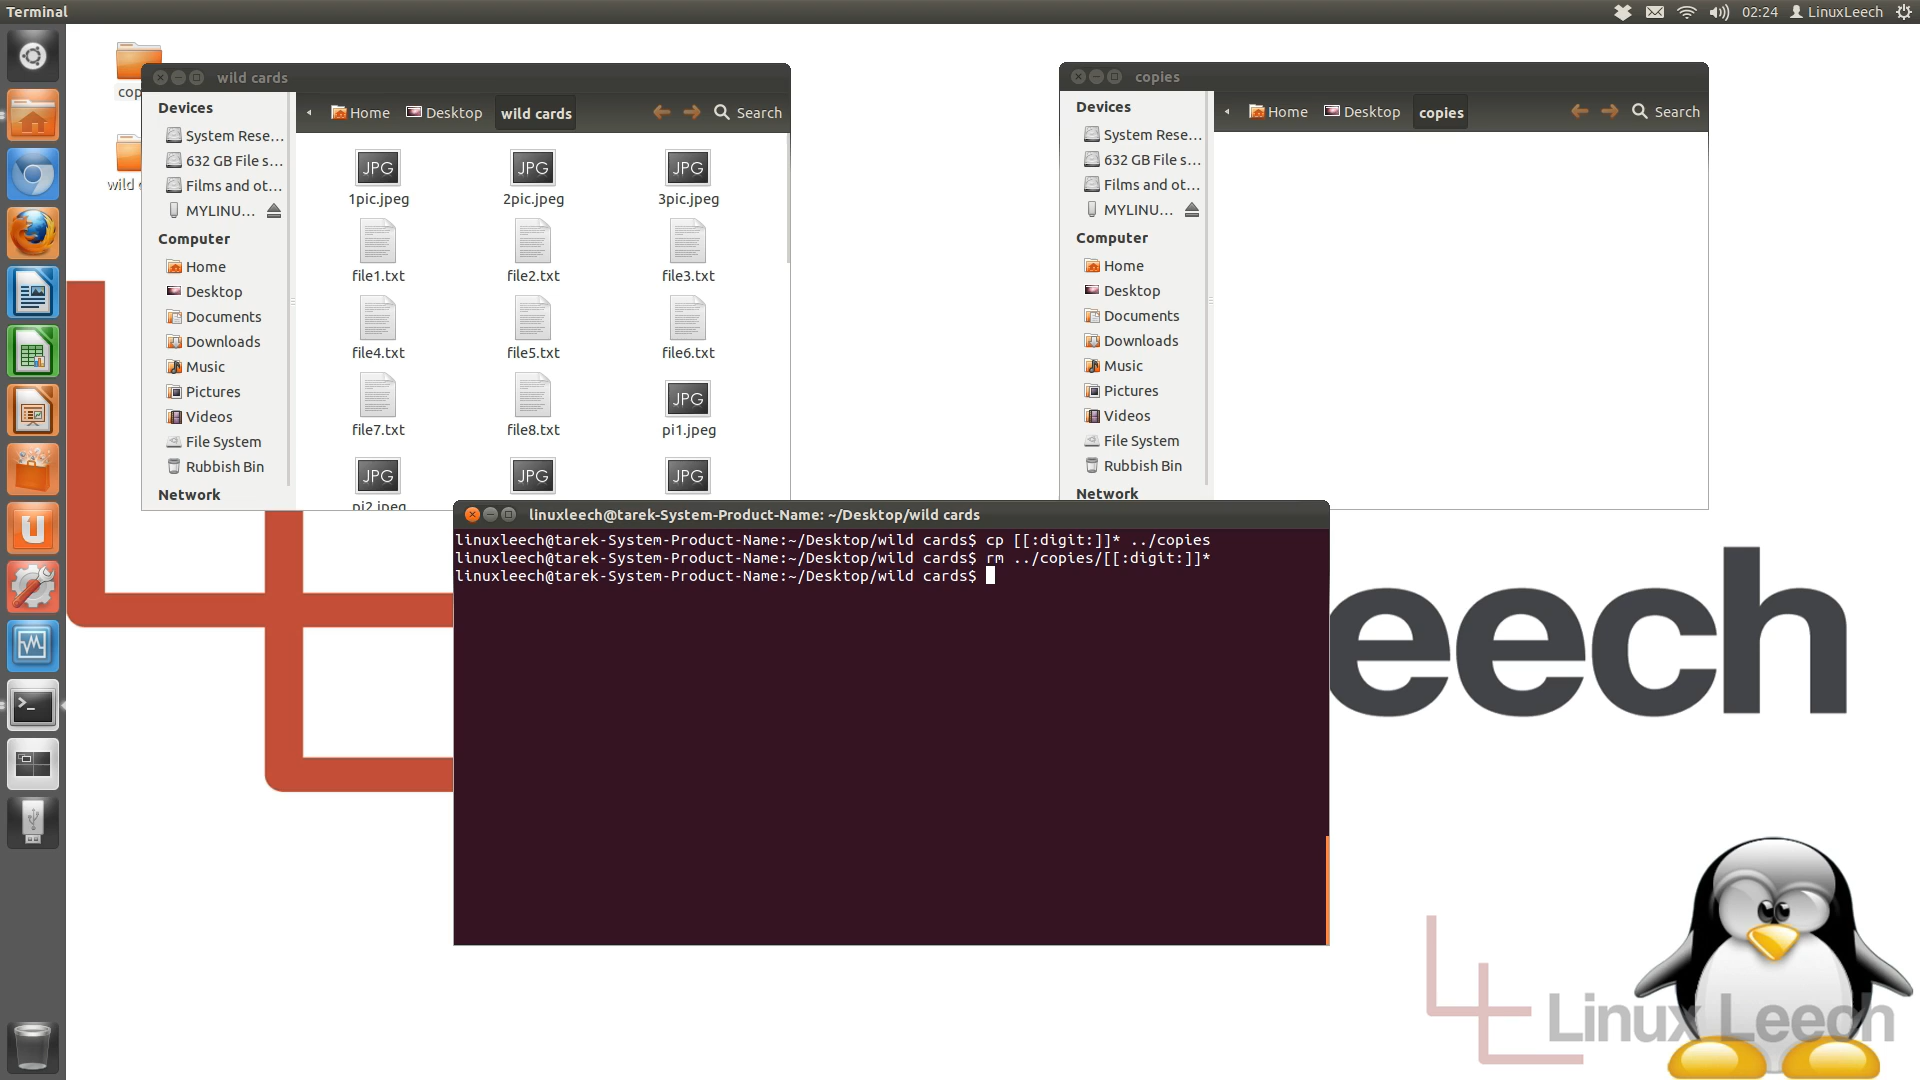 Terminal
02:24 LinuxLeech
wild cards
Devices
System Rese...
632 GB File s...
Films and ot...
MYLINU...
Computer
Home
Desktop
Documents
Downloads
Music
Pictures
Videos
File System
Rubbish Bin
Network
Home Desktop wild cards Search
JPG JPG JPG
1pic.jpeg 2pic.jpeg 3pic.jpeg
file1.txt file2.txt file3.txt
file4.txt file5.txt file6.txt
JPG
file7.txt file8.txt pi1.jpeg
JPG JPG JPG
pi2.jpeg
cop
wild
copies
Devices
System Rese...
632 GB File s...
Films and ot...
MYLINU...
Computer
Home
Desktop
Documents
Downloads
Music
Pictures
Videos
File System
Rubbish Bin
Network
Home Desktop copies Search
linuxleech@tarek-System-Product-Name: ~/Desktop/wild cards
linuxleech@tarek-System-Product-Name:~/Desktop/wild cards$ cp [[:digit:]]* ../copies
linuxleech@tarek-System-Product-Name:~/Desktop/wild cards$ rm ../copies/[[:digit:]]*
linuxleech@tarek-System-Product-Name:~/Desktop/wild cards$
eech
Linux Leech